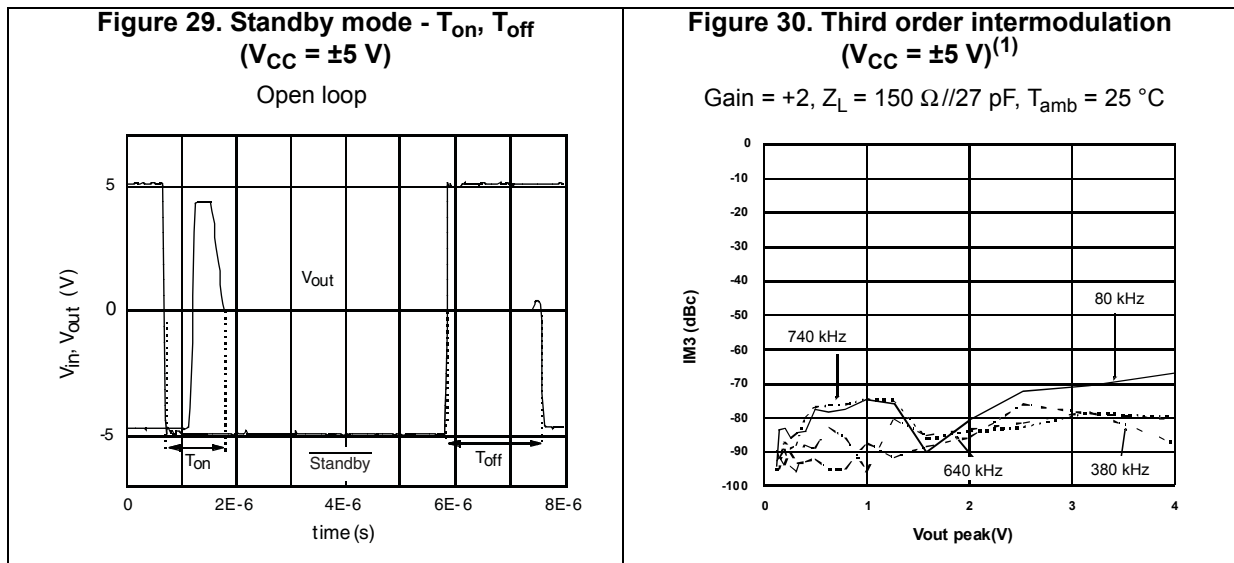 Figure 29. Standby mode - Ton, Toff
(VCC = ±5 V)
Open loop
5
0
-5
Vin, Vout (V)
Vout
Ton
Standby
Toff
0
2E-6
4E-6
6E-6
8E-6
time (s)
Figure 30. Third order intermodulation
(VCC = ±5 V)(1)
Gain = +2, ZL = 150 Ω//27 pF, Tamb = 25 °C
0
-10
-20
-30
-40
-50
-60
-70
-80
-90
-100
IM3 (dBc)
80 kHz
740 kHz
640 kHz
380 kHz
0
1
2
3
4
Vout peak(V)